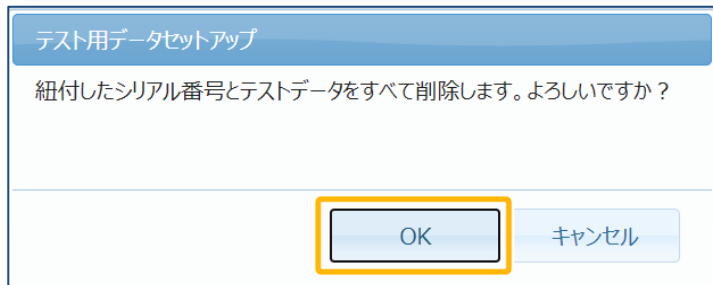 テスト用データセットアップ
紐付したシリアル番号とテストデータをすべて削除します。よろしいですか？
OK
キャンセル